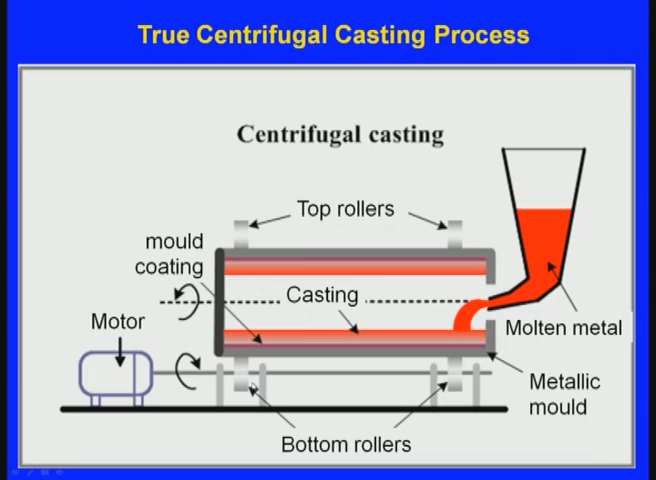 True Centrifugal Casting Process
Centrifugal casting
Top rollers
mould
coating
Casting
Motor
Molten metal
Metallic
mould
Bottom rollers